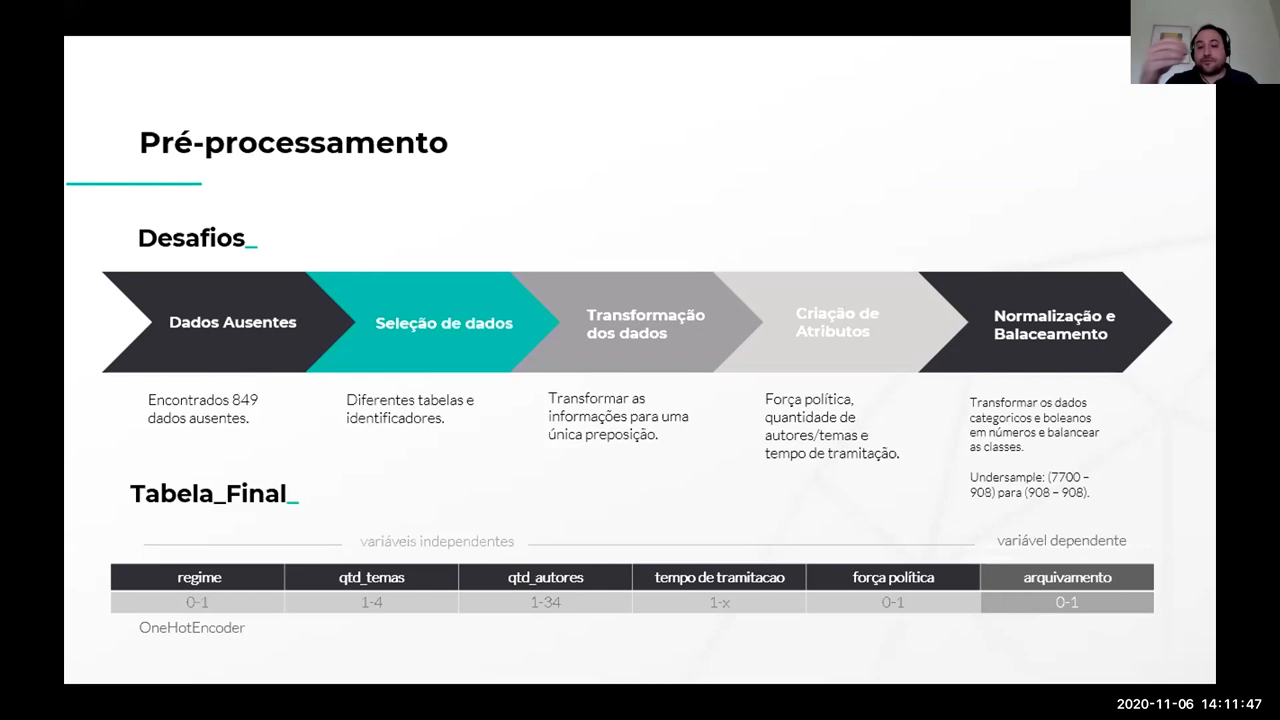 Pré-processamento
Desafios_
Dados Ausentes
Seleção de dados
Transformação
dos dados
Criação de
Atributos
Normalização e
Balaceamento
Encontrados 849
dados ausentes.
Diferentes tabelas e
identificadores.
Transformar as
informações para uma
única preposição.
Força política,
quantidade de
autores/temas e
tempo de tramitação.
Transformar os dados
categoricos e boleanos
em números e balancear
as classes.
Undersample: (7700 –
908) para (908 – 908).
Tabela_Final_
variáveis independentes
variável dependente
regime qtd_temas qtd_autores tempo de tramitacao força política arquivamento
0-1 1-4 1-34 1-x 0-1 0-1
OneHotEncoder
2020-11-06 14:11:47